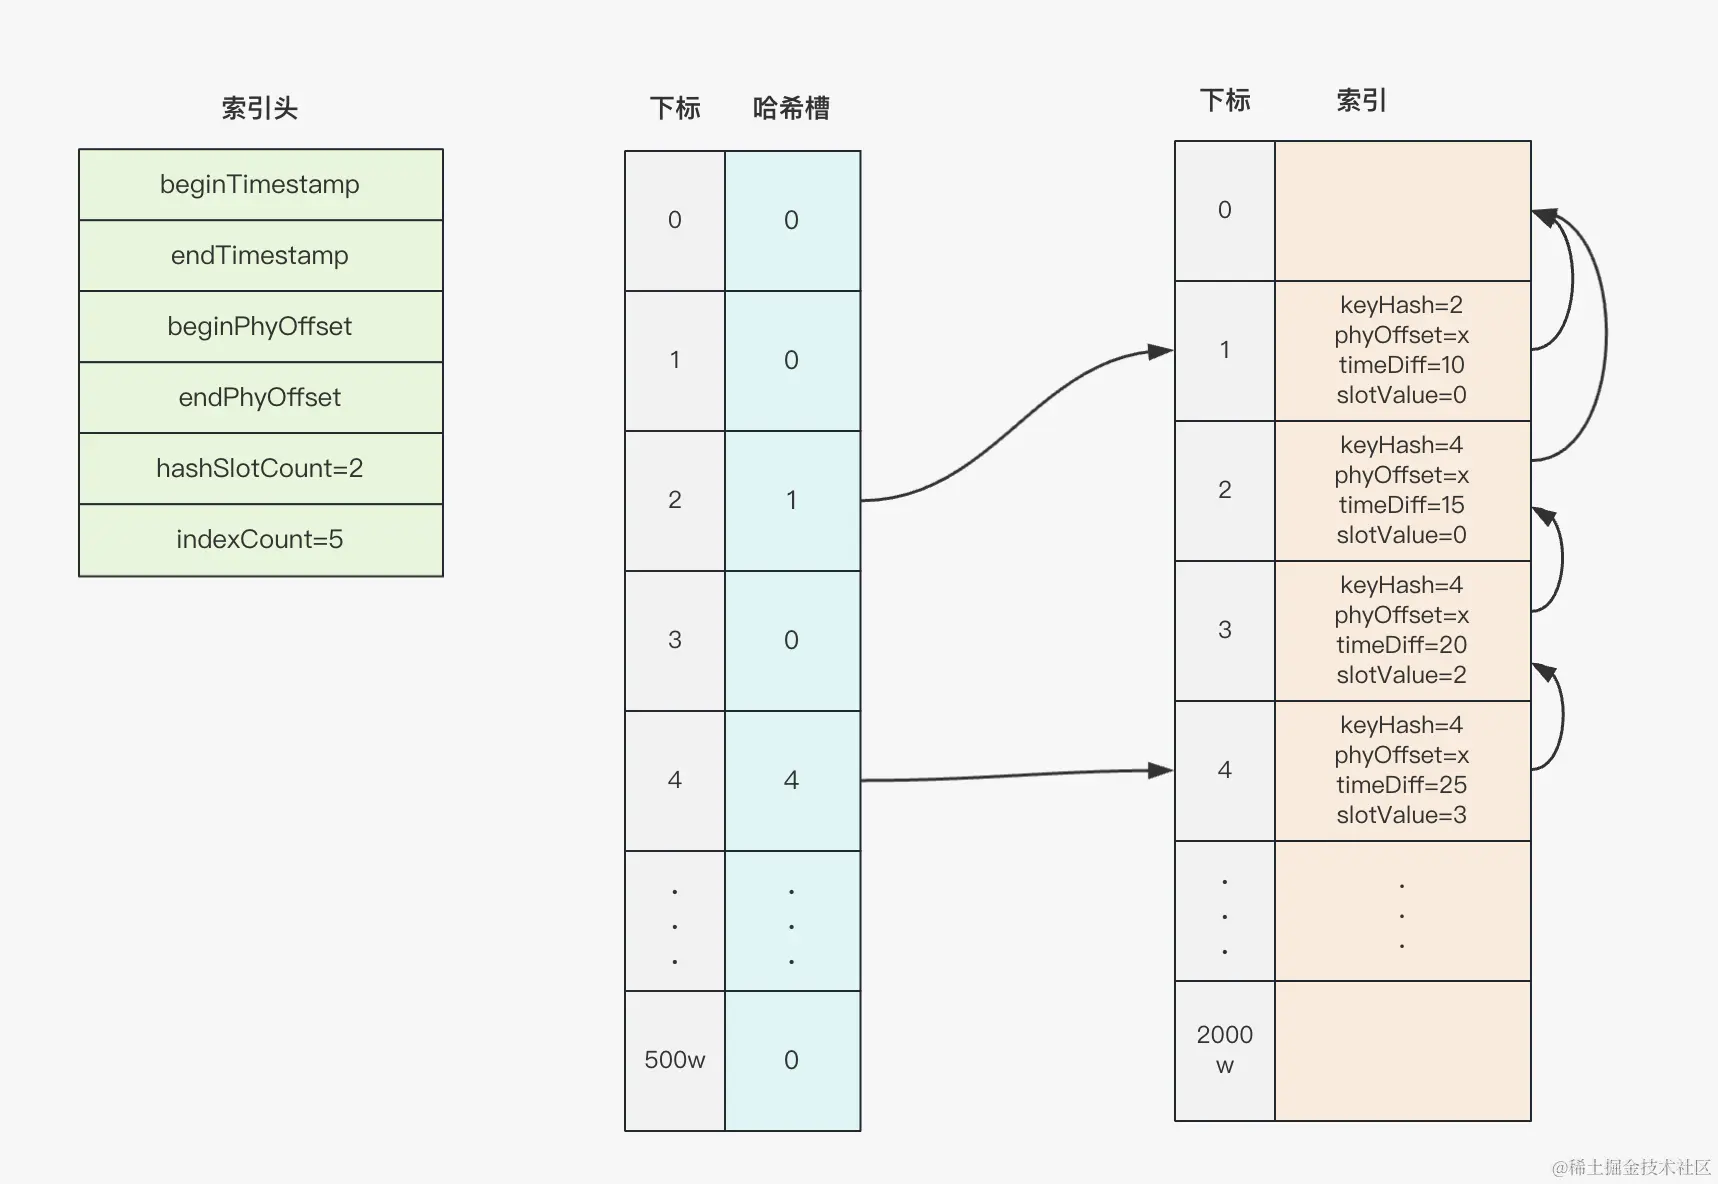 索引头
beginTimestamp
endTimestamp
beginPhyOffset
endPhyOffset
hashSlotCount=2
indexCount=5
下标 哈希槽
0 0
1 0
2 1
3 0
4 4
. .
. .
. .
500w 0
下标 索引
0
1
keyHash=2
phyOffset=x
timeDiff=10
slotValue=0
2
keyHash=4
phyOffset=x
timeDiff=15
slotValue=0
3
keyHash=4
phyOffset=x
timeDiff=20
slotValue=2
4
keyHash=4
phyOffset=x
timeDiff=25
slotValue=3
. .
. .
. .
2000
w
@稀土掘金技术社区